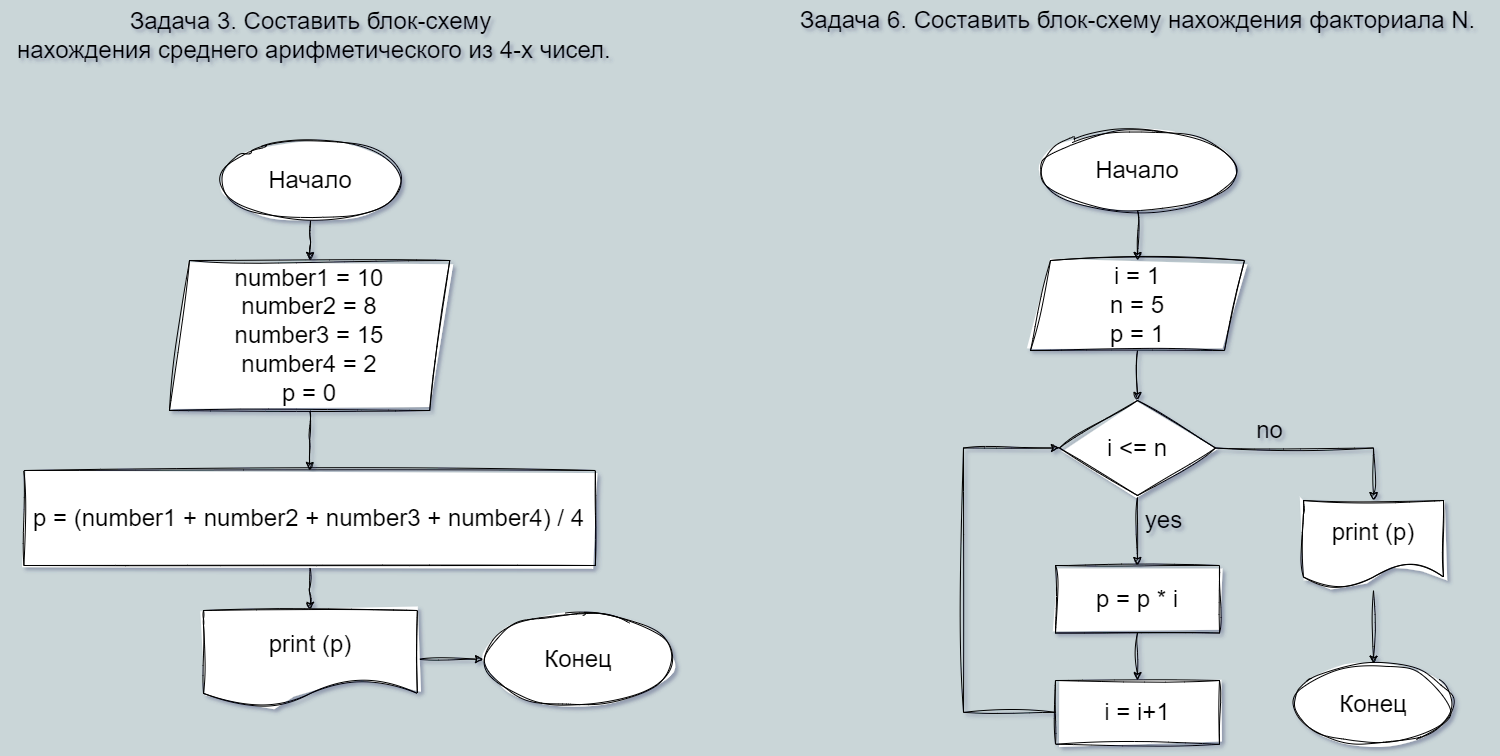 Задача 3. Составить блок-схему
нахождения среднего арифметического из 4-х чисел.
Начало
number1 = 10
number2 = 8
number3 = 15
number4 = 2
p = 0
p = (number1 + number2 + number3 + number4) / 4
print (p)
Конец
Задача 6. Составить блок-схему нахождения факториала N.
Начало
i = 1
n = 5
p = 1
i <= n
no
yes
print (p)
p = p * i
i = i+1
Конец